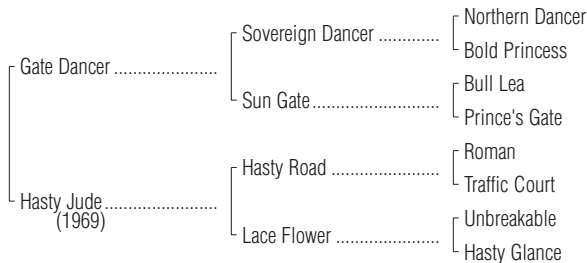 Northern Dancer
Sovereign Dancer ............
Bold Princess
Gate Dancer .....................
Bull Lea
Sun Gate.........................
Prince's Gate
Roman
Hasty Road .....................
Traffic Court
Hasty Jude.......................
(1969)
Unbreakable
Lace Flower ....................
Hasty Glance